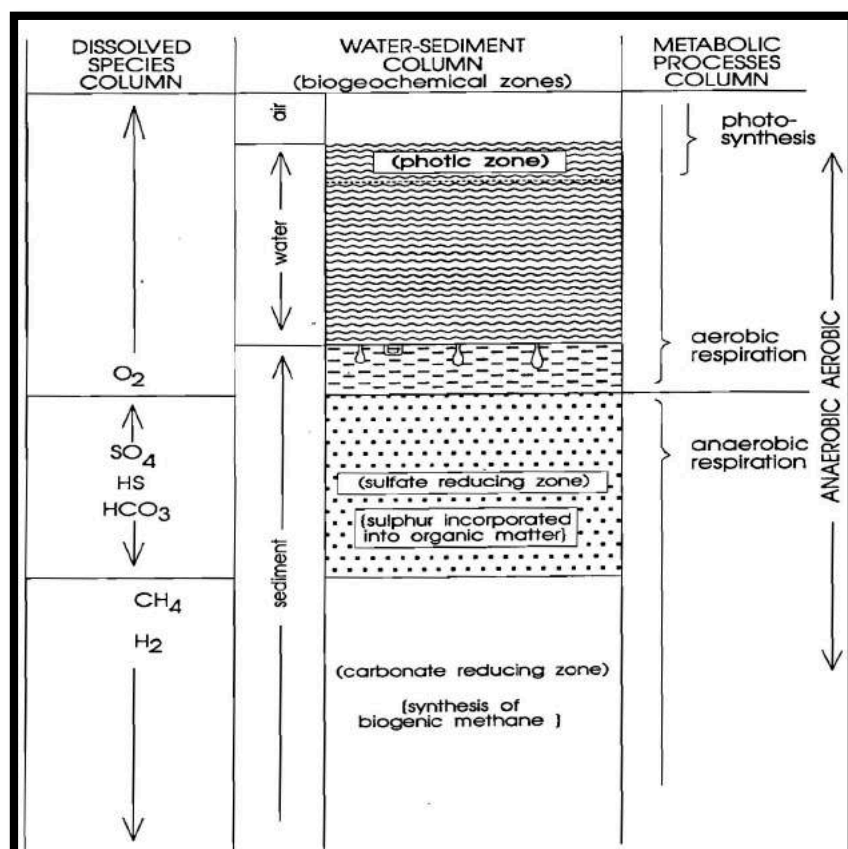 DISSOLVED
SPECIES
COLUMN
WATER-SEDIMENT
COLUMN
(biogeochemical zones)
METABOLIC
PROCESSES
COLUMN
air
(photic zone)
photo-
synthesis
water
aerobic
respiration
O2
SO4
HS
HCO3
(sulfate reducing zone)
{sulphur incorporated
into organic matter}
anaerobic
respiration
ANAEROBIC AEROBIC
sediment
CH4
H2
(carbonate reducing zone)
{synthesis of
biogenic methane }